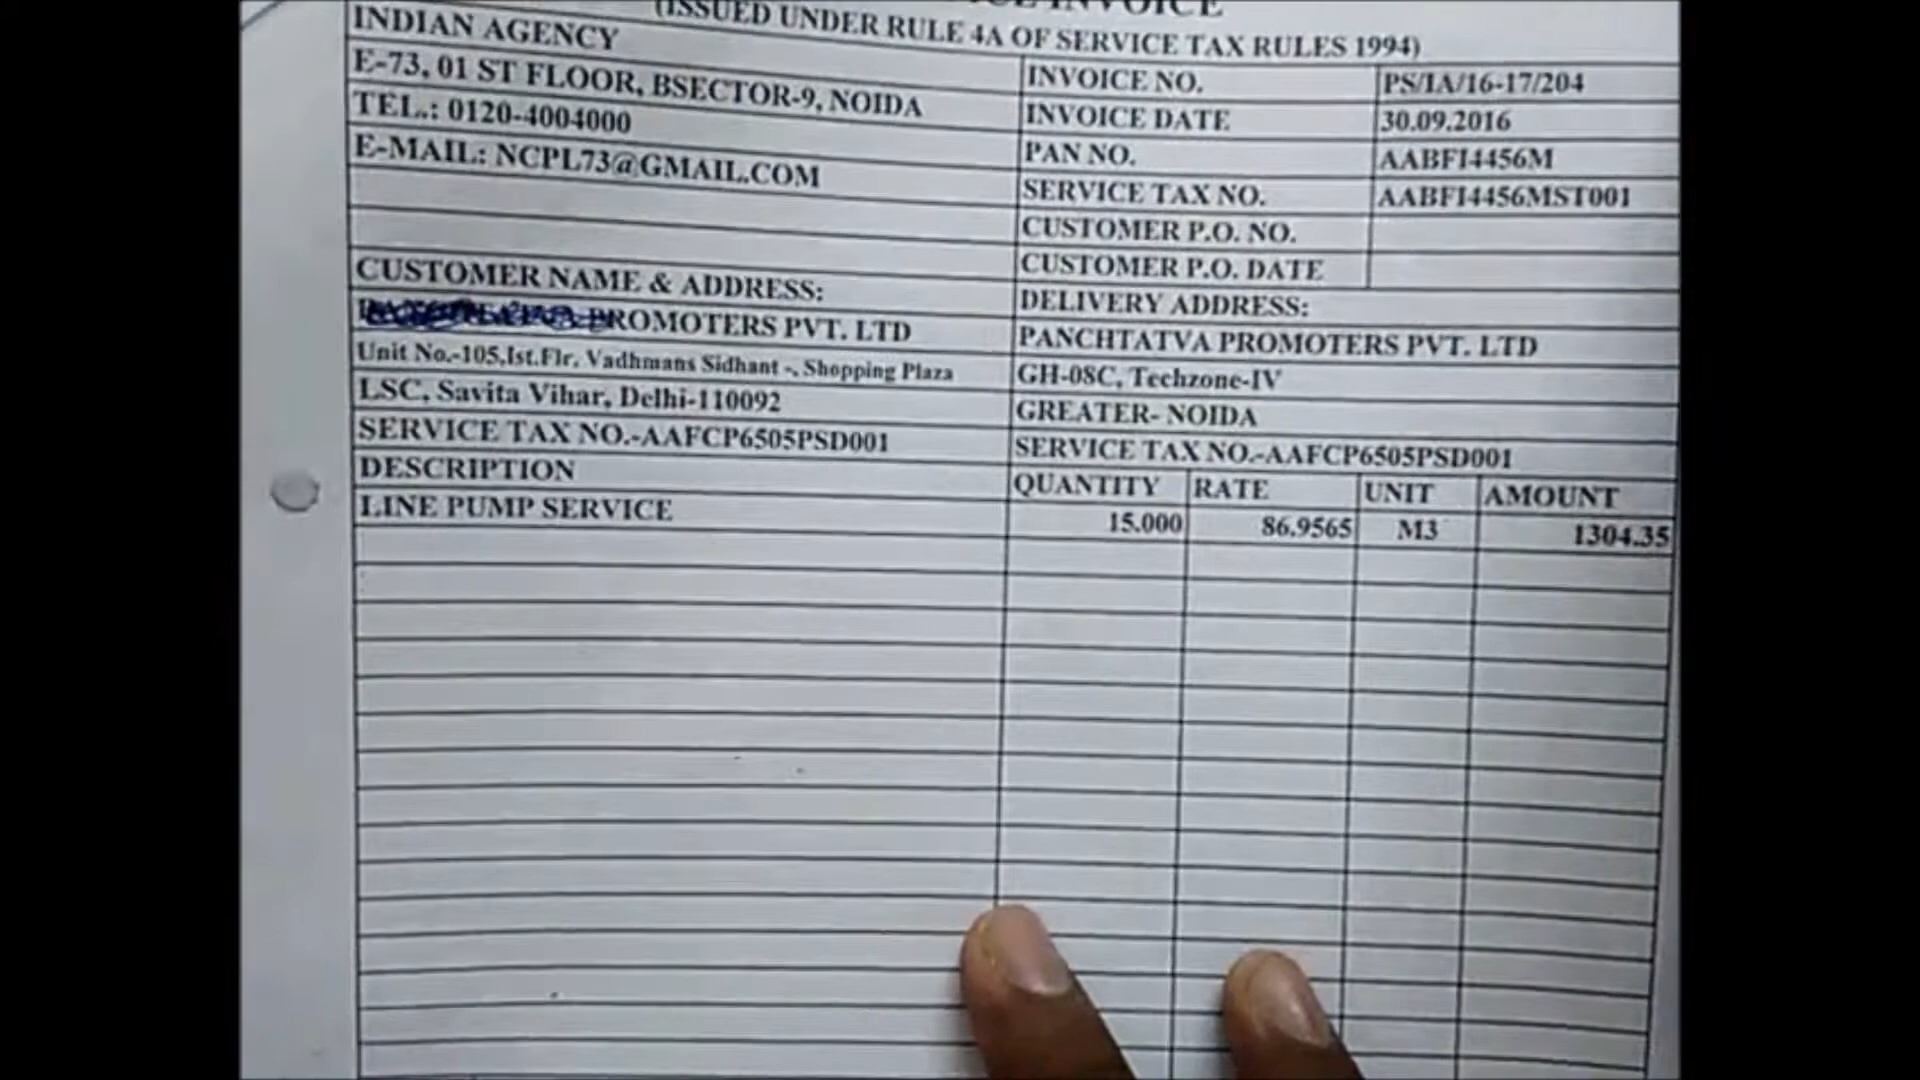 INVOICE
(ISSUED UNDER RULE 4A OF SERVICE TAX RULES 1994)
INDIAN AGENCY
E-73, 01 ST FLOOR, BSECTOR-9, NOIDA
TEL.: 0120-4004000
E-MAIL: NCPL73@GMAIL.COM
INVOICE NO. PS/IA/16-17/204
INVOICE DATE 30.09.2016
PAN NO. AABFI4456M
SERVICE TAX NO. AABFI4456MST001
CUSTOMER P.O. NO.
CUSTOMER P.O. DATE
CUSTOMER NAME & ADDRESS:
PROMOTERS PVT. LTD
Unit No.-105,Ist.Flr, Vadhmans Sidhant -, Shopping Plaza
LSC, Savita Vihar, Delhi-110092
SERVICE TAX NO.-AAFCP6505PSD001
DELIVERY ADDRESS:
PANCHTATVA PROMOTERS PVT. LTD
GH-08C, Techzone-IV
GREATER- NOIDA
SERVICE TAX NO.-AAFCP6505PSD001
DESCRIPTION QUANTITY RATE UNIT AMOUNT
LINE PUMP SERVICE 15.000 86.9565 M3 1304.35